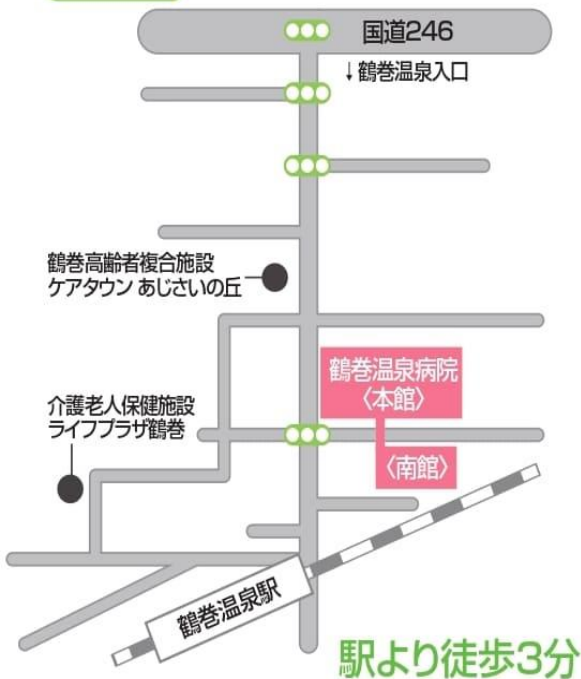 国道246
↓鶴巻温泉入口
鶴巻高齢者複合施設
ケアタウン あじさいの丘
鶴巻温泉病院
〈本館〉
介護老人保健施設
ライフプラザ鶴巻
〈南館〉
鶴巻温泉駅
駅より徒歩3分